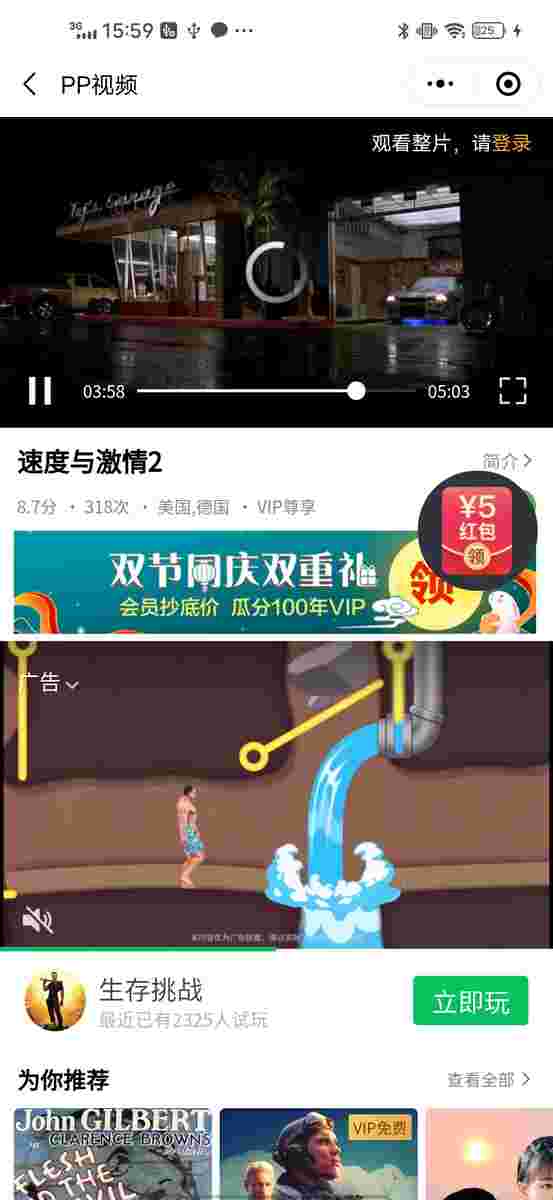 3G 15:59 ··· 25
PP视频
观看整片，请登录
Tej's Garage
03:58 05:03
速度与激情2 简介
8.7分 · 318次 · 美国,德国 · VIP尊享
¥5
红包
领
双节同庆双重礼
会员抄底价 瓜分100年VIP
领
广告
生存挑战
最近已有2325人试玩
立即玩
为你推荐 查看全部
John GILBERT
CLARENCE BROWN'S
FLESH
AND THE
DEVIL
VIP免费